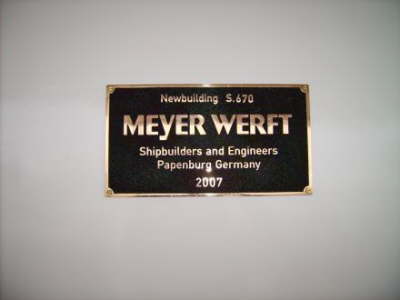 Newbuilding S.670
MEYER WERFT
Shipbuilders and Engineers
Papenburg Germany
2007